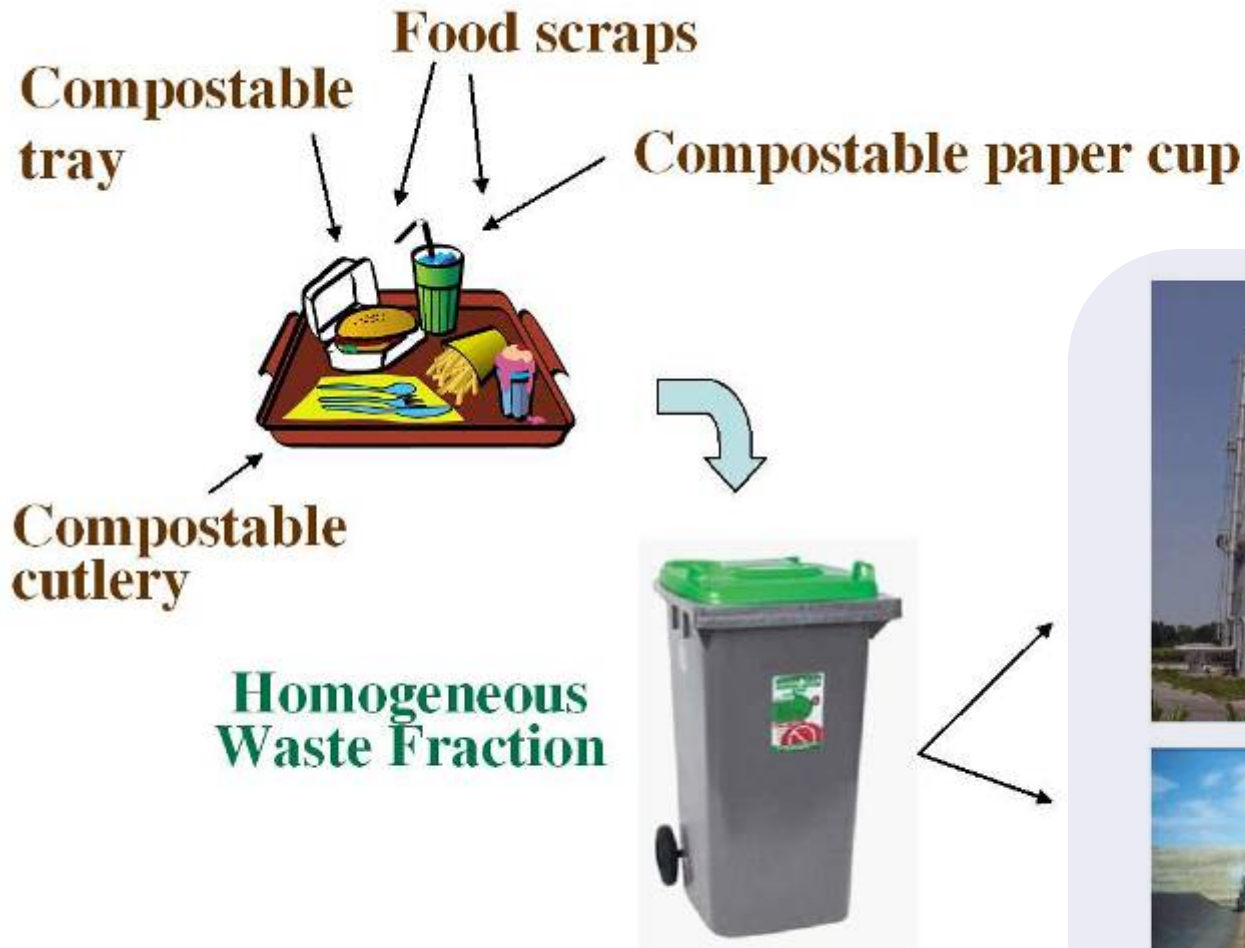 Food scraps
Compostable
tray
Compostable paper cup
Compostable
cutlery
Homogeneous
Waste Fraction